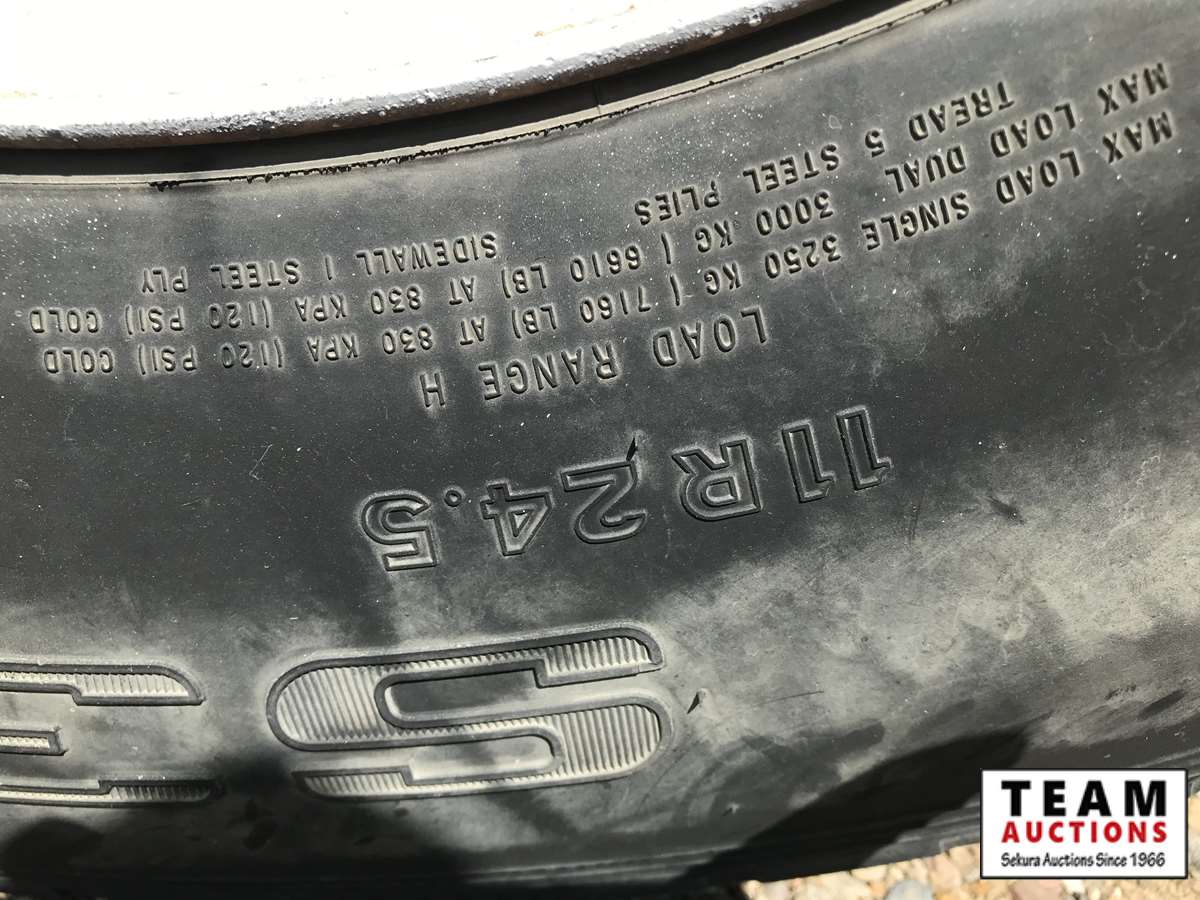 S
11R24.5
LOAD RANGE H
MAX LOAD SINGLE 3250 KG ( 7160 LB) AT 830 KPA (120 PSI) COLD
MAX LOAD DUAL 3000 KG ( 6610 LB) AT 830 KPA (120 PSI) COLD
TREAD 5 STEEL PLIES SIDEWALL 1 STEEL PLY
TEAM
AUCTIONS
Sekura Auctions Since 1966